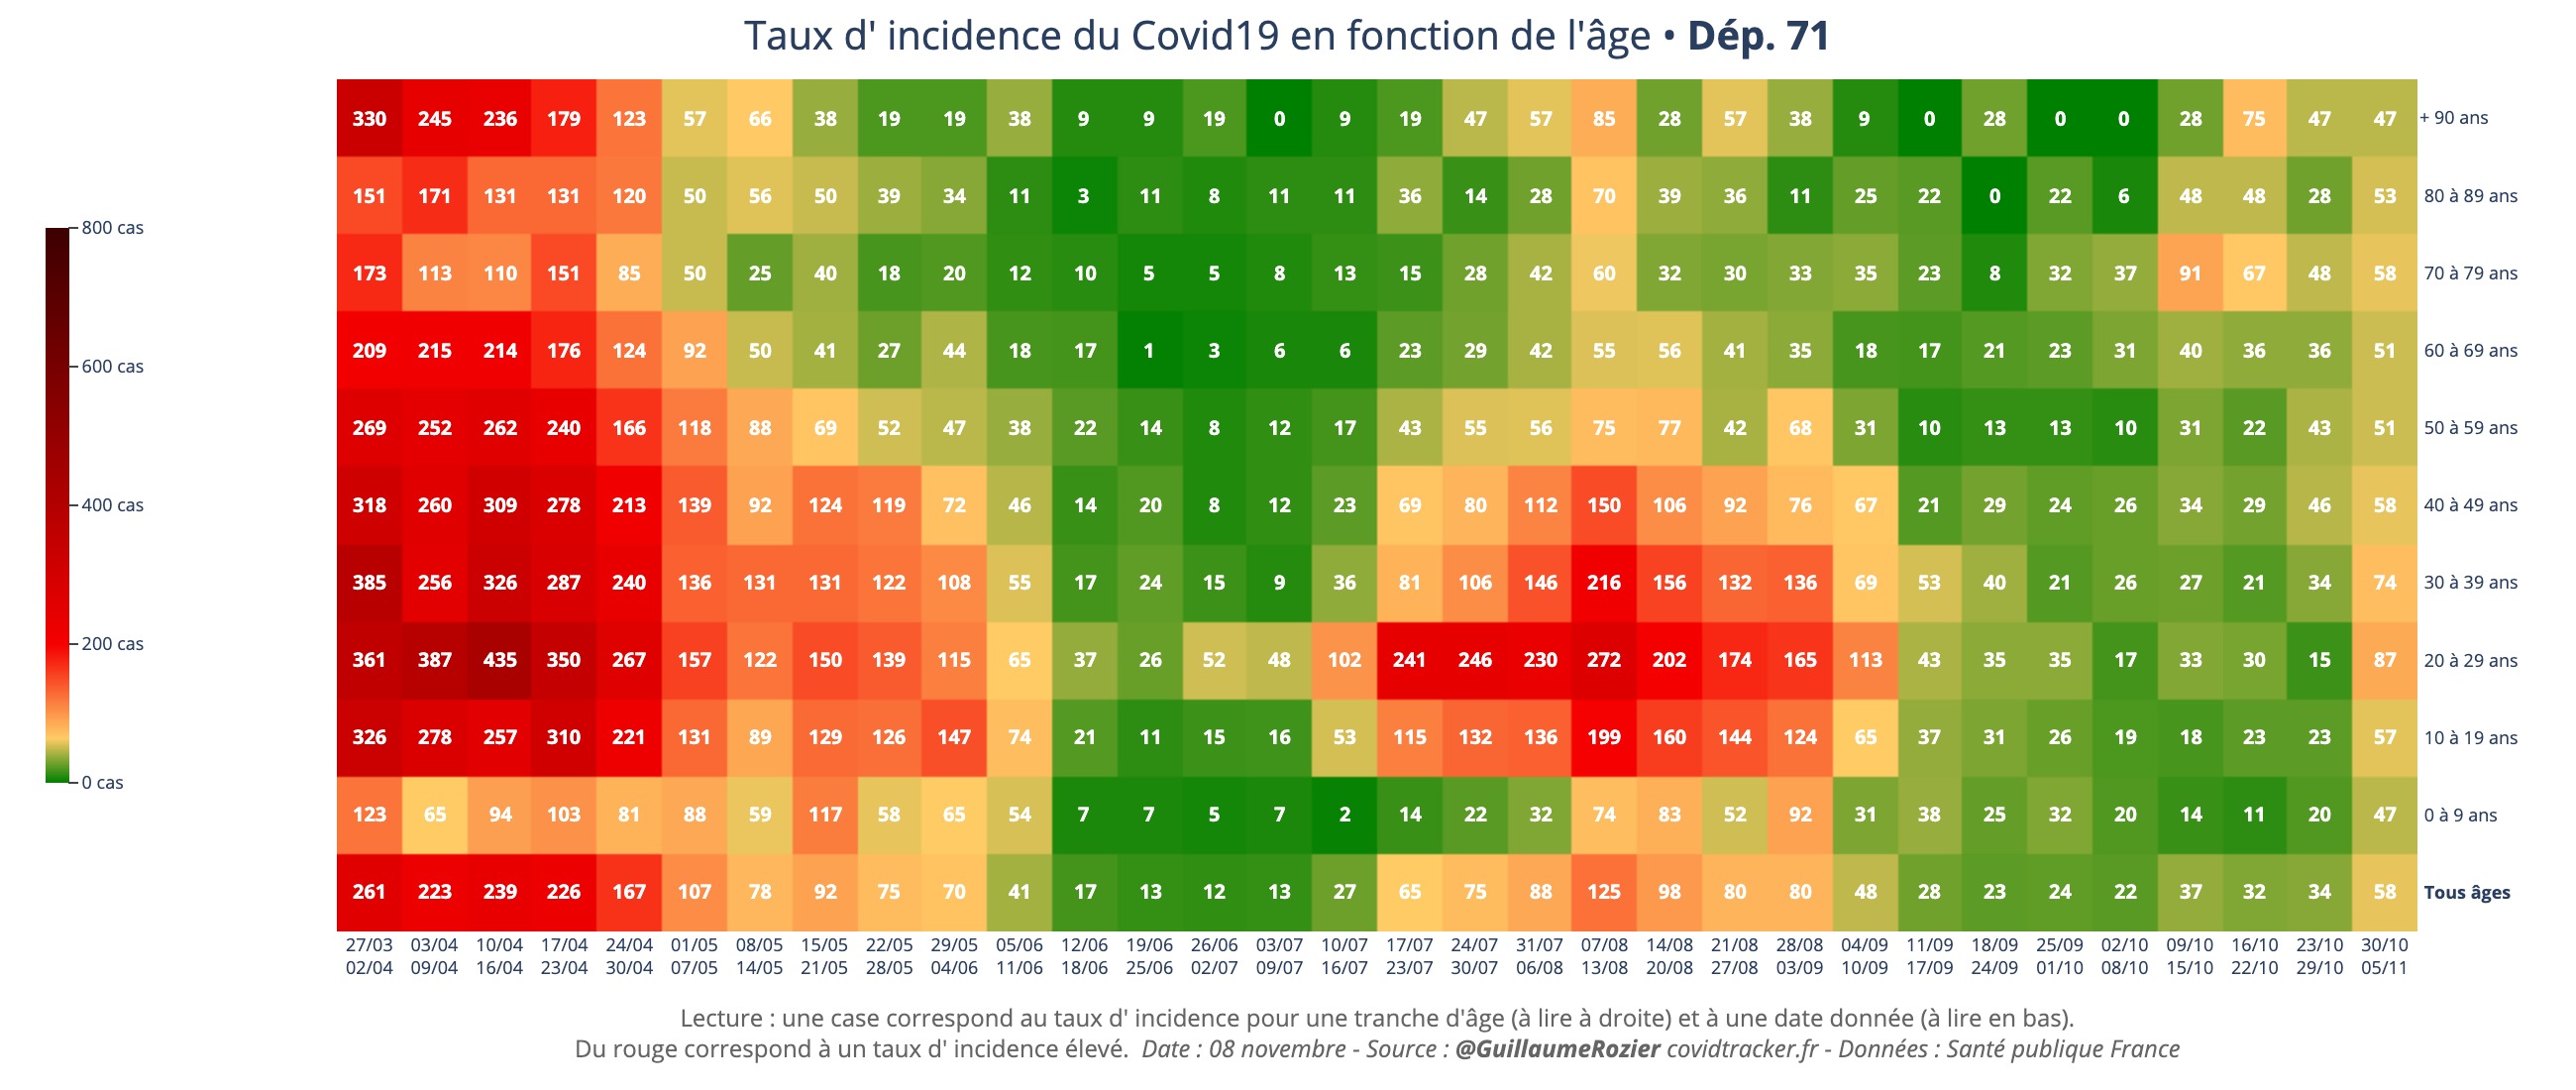 Taux d' incidence du Covid19 en fonction de l'âge • Dép. 71
800 cas
600 cas
400 cas
200 cas
0 cas
330 245 236 179 123 57 66 38 19 19 38 9 9 19 0 9 19 47 57 85 28 57 38 9 0 28 0 0 28 75 47 47 + 90 ans
151 171 131 131 120 50 56 50 39 34 11 3 11 8 11 11 36 14 28 70 39 36 11 25 22 0 22 6 48 48 28 53 80 à 89 ans
173 113 110 151 85 50 25 40 18 20 12 10 5 5 8 13 15 28 42 60 32 30 33 35 23 8 32 37 91 67 48 58 70 à 79 ans
209 215 214 176 124 92 50 41 27 44 18 17 1 3 6 6 23 29 42 55 56 41 35 18 17 21 23 31 40 36 36 51 60 à 69 ans
269 252 262 240 166 118 88 69 52 47 38 22 14 8 12 17 43 55 56 75 77 42 68 31 10 13 13 10 31 22 43 51 50 à 59 ans
318 260 309 278 213 139 92 124 119 72 46 14 20 8 12 23 69 80 112 150 106 92 76 67 21 29 24 26 34 29 46 58 40 à 49 ans
385 256 326 287 240 136 131 131 122 108 55 17 24 15 9 36 81 106 146 216 156 132 136 69 53 40 21 26 27 21 34 74 30 à 39 ans
361 387 435 350 267 157 122 150 139 115 65 37 26 52 48 102 241 246 230 272 202 174 165 113 43 35 35 17 33 30 15 87 20 à 29 ans
326 278 257 310 221 131 89 129 126 147 74 21 11 15 16 53 115 132 136 199 160 144 124 65 37 31 26 19 18 23 23 57 10 à 19 ans
123 65 94 103 81 88 59 117 58 65 54 7 7 5 7 2 14 22 32 74 83 52 92 31 38 25 32 20 14 11 20 47 0 à 9 ans
261 223 239 226 167 107 78 92 75 70 41 17 13 12 13 27 65 75 88 125 98 80 80 48 28 23 24 22 37 32 34 58 Tous âges
27/03 03/04 10/04 17/04 24/04 01/05 08/05 15/05 22/05 29/05 05/06 12/06 19/06 26/06 03/07 10/07 17/07 24/07 31/07 07/08 14/08 21/08 28/08 04/09 11/09 18/09 25/09 02/10 09/10 16/10 23/10 30/10
02/04 09/04 16/04 23/04 30/04 07/05 14/05 21/05 28/05 04/06 11/06 18/06 25/06 02/07 09/07 16/07 23/07 30/07 06/08 13/08 20/08 27/08 03/09 10/09 17/09 24/09 01/10 08/10 15/10 22/10 29/10 05/11
Lecture : une case correspond au taux d' incidence pour une tranche d'âge (à lire à droite) et à une date donnée (à lire en bas).
Du rouge correspond à un taux d' incidence élevé. Date : 08 novembre - Source : @GuillaumeRozier covidtracker.fr - Données : Santé publique France